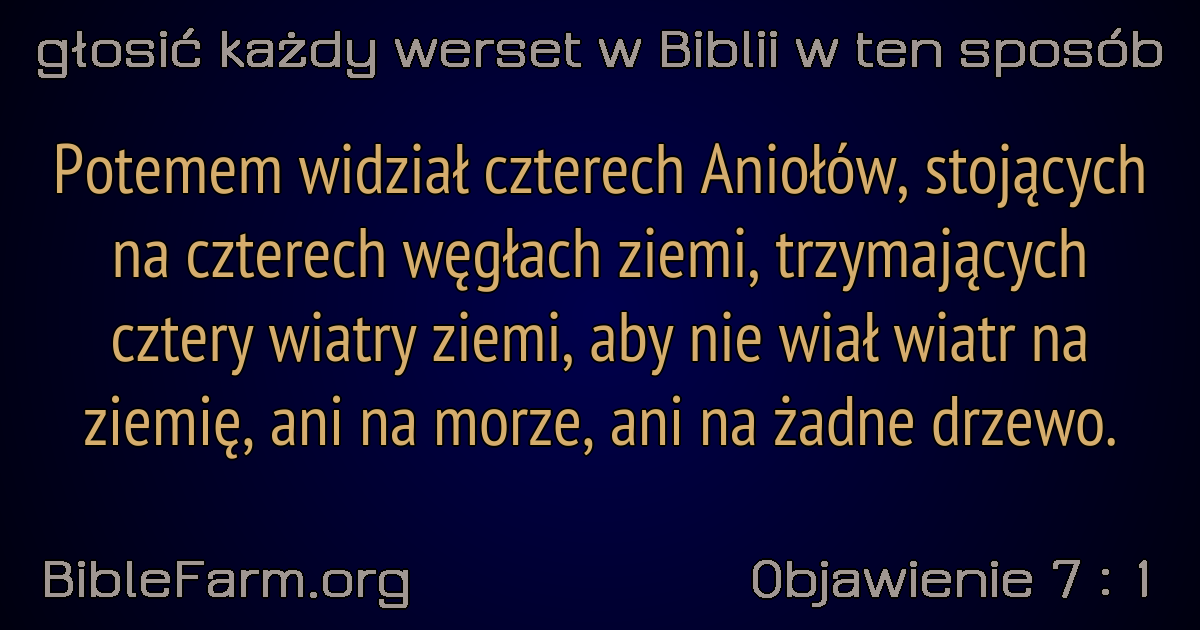 głosić każdy werset w Biblii w ten sposób
Potemem widział czterech Aniołów, stojących
na czterech węgłach ziemi, trzymających
cztery wiatry ziemi, aby nie wiał wiatr na
ziemię, ani na morze, ani na żadne drzewo.
BibleFarm.org
Objawienie 7 : 1